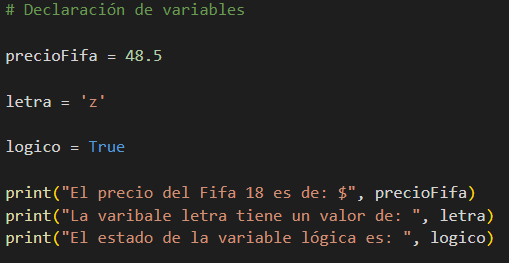 # Declaración de variables
precioFifa = 48.5
letra = 'z'
logico = True
print("El precio del Fifa 18 es de: $", precioFifa)
print("La varibale letra tiene un valor de: ", letra)
print("El estado de la variable lógica es: ", logico)